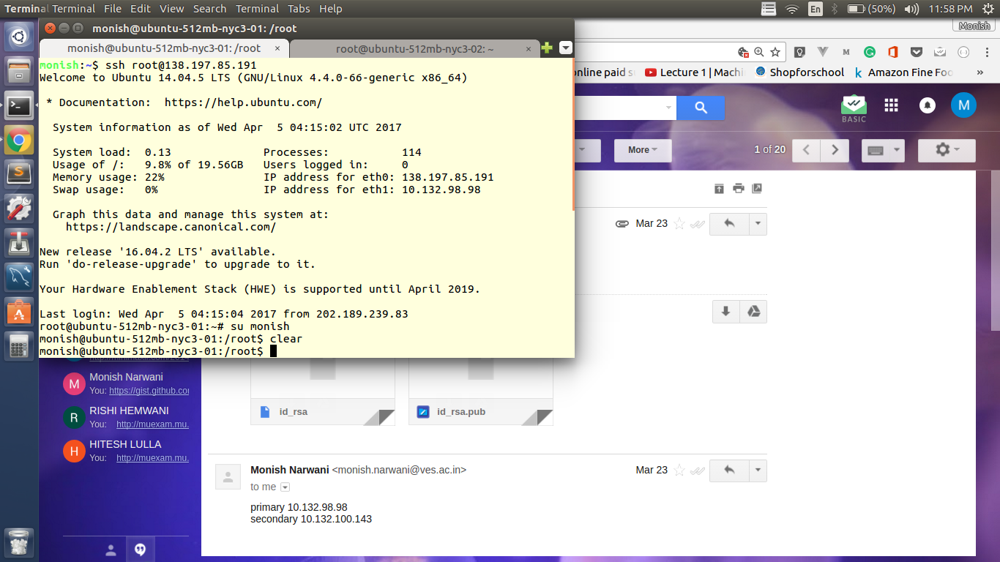 Terminal Terminal File Edit View Search Terminal Tabs Help
En (50%) 11:58 PM
monish@ubuntu-512mb-nyc3-01: /root
Monish
monish@ubuntu-512mb-nyc3-01: /root × root@ubuntu-512mb-nyc3-02: ~ ×
monish:~$ ssh root@138.197.85.191
Welcome to Ubuntu 14.04.5 LTS (GNU/Linux 4.4.0-66-generic x86_64)
* Documentation: https://help.ubuntu.com/
System information as of Wed Apr 5 04:15:02 UTC 2017
System load: 0.13 Processes: 114
Usage of /: 9.8% of 19.56GB Users logged in: 0
Memory usage: 22% IP address for eth0: 138.197.85.191
Swap usage: 0% IP address for eth1: 10.132.98.98
Graph this data and manage this system at:
https://landscape.canonical.com/
New release '16.04.2 LTS' available.
Run 'do-release-upgrade' to upgrade to it.
Your Hardware Enablement Stack (HWE) is supported until April 2019.
Last login: Wed Apr 5 04:15:04 2017 from 202.189.239.83
root@ubuntu-512mb-nyc3-01:~# su monish
monish@ubuntu-512mb-nyc3-01:/root$ clear
monish@ubuntu-512mb-nyc3-01:/root$
nline paid s Lecture 1 | Machi Shopforschool k Amazon Fine Foo »
BASIC
M
More
1 of 20
Mar 23
Monish Narwani
M
You: https://gist.github.co
RISHI HEMWANI
R
You: http://muexam.mu.
HITESH LULLA
H
You: http://muexam.mu.
id_rsa
id_rsa.pub
Monish Narwani <monish.narwani@ves.ac.in>
Mar 23
to me
primary 10.132.98.98
secondary 10.132.100.143